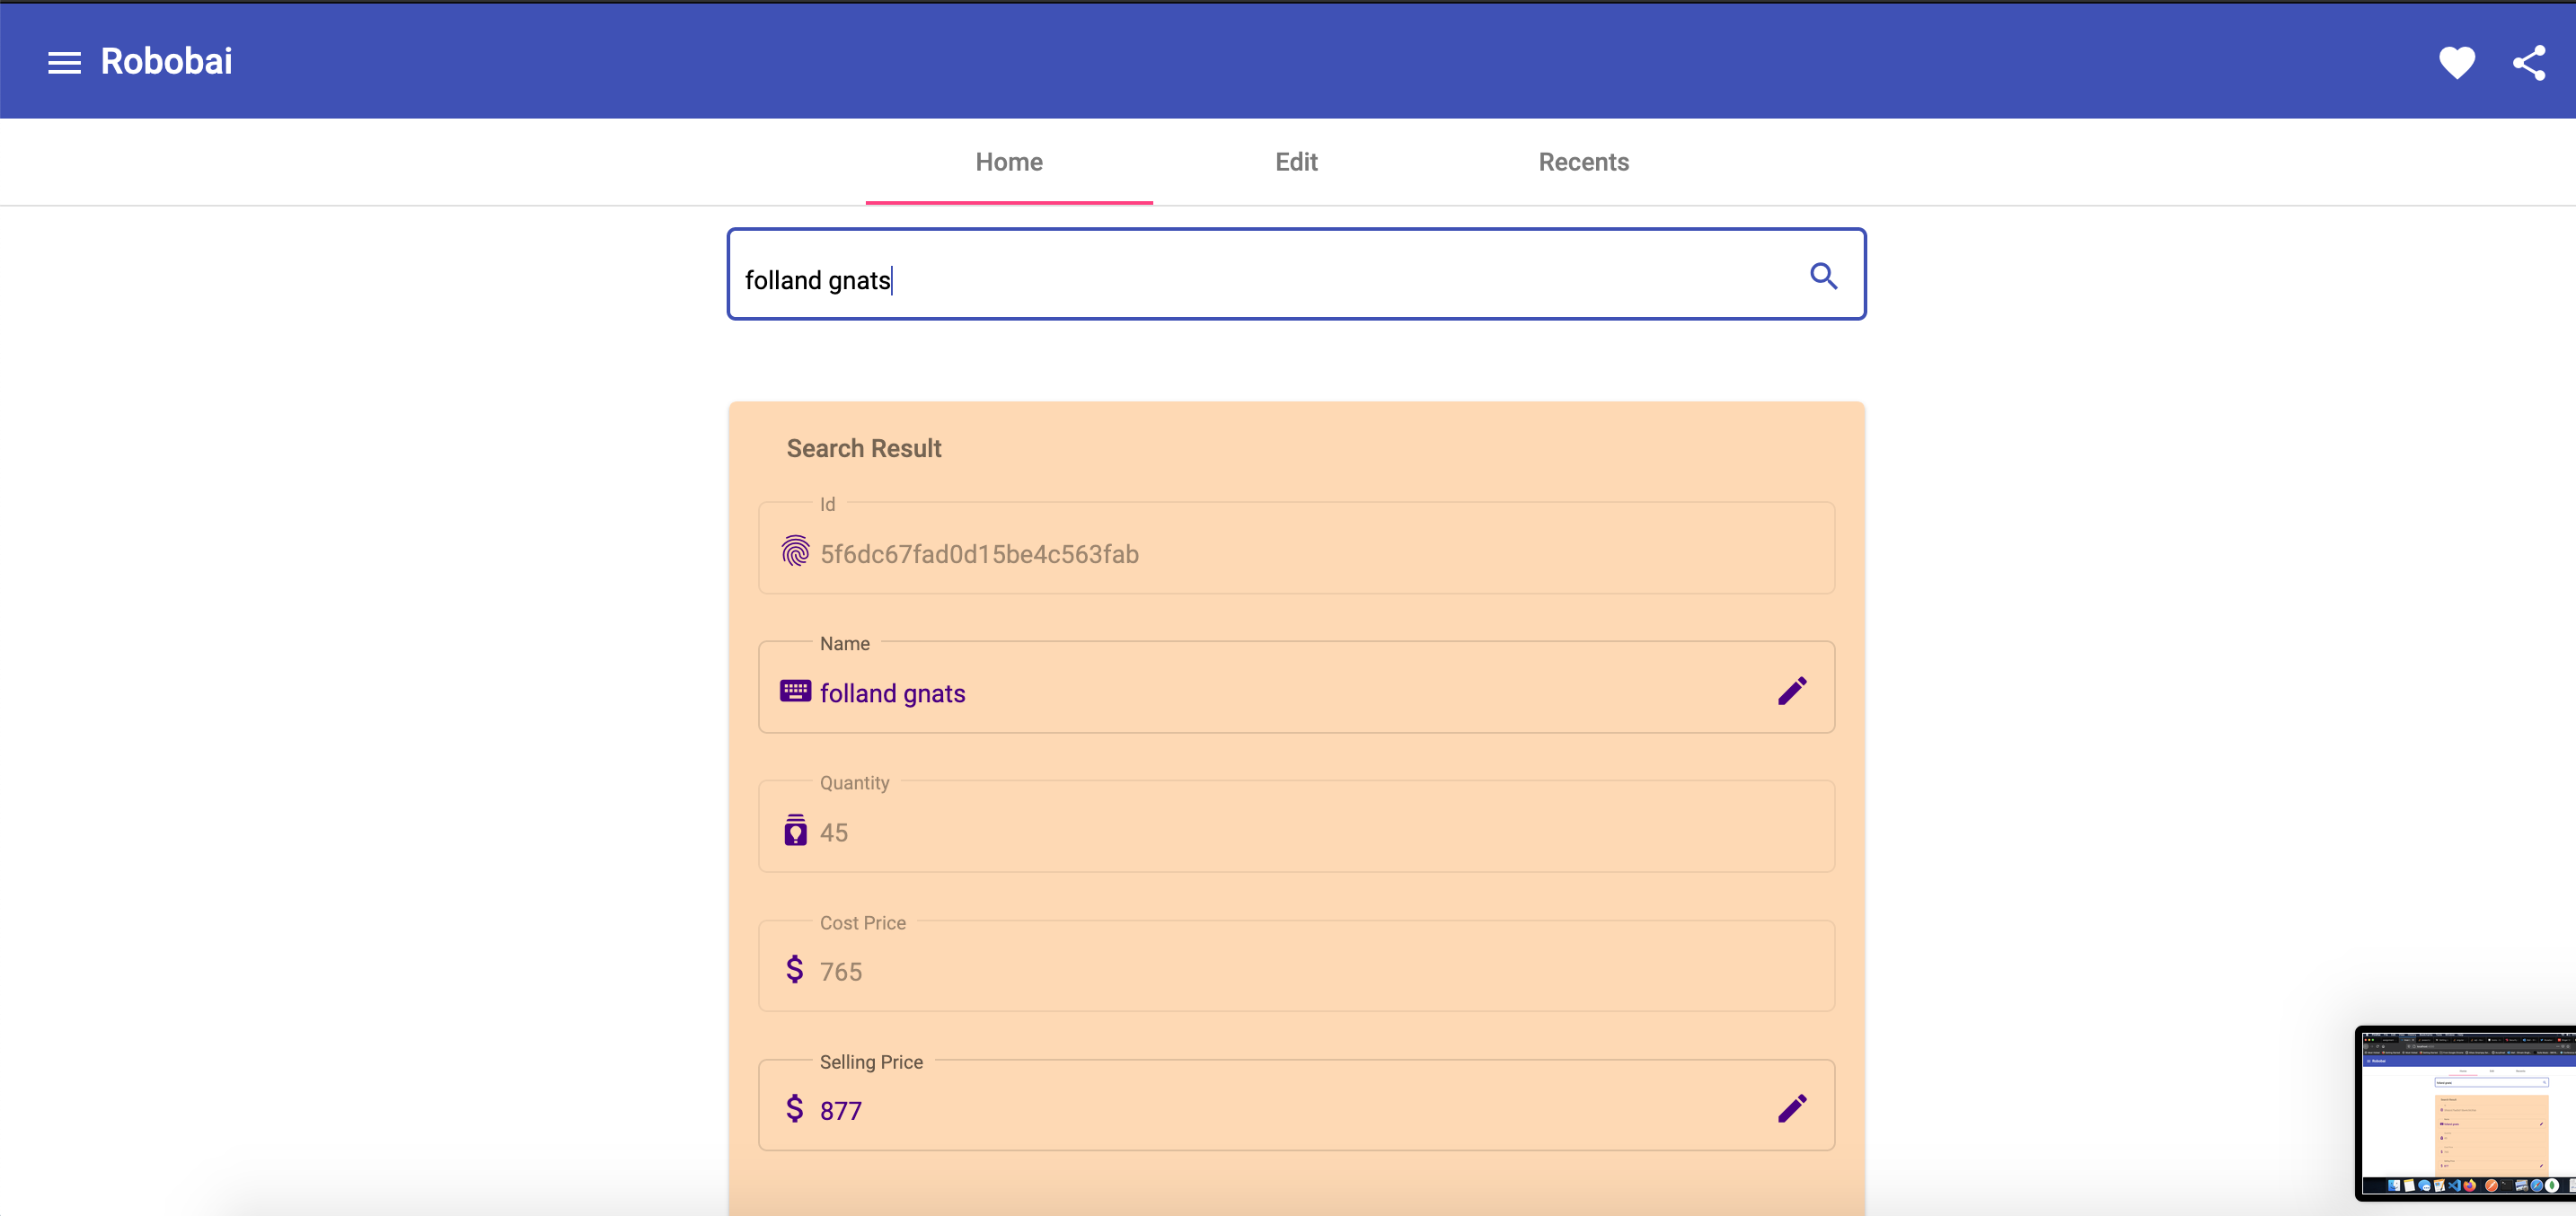 Robobai
Home Edit Recents
folland gnats
Search Result
Id
5f6dc67fad0d15be4c563fab
Name
folland gnats
Quantity
45
Cost Price
$ 765
Selling Price
$ 877